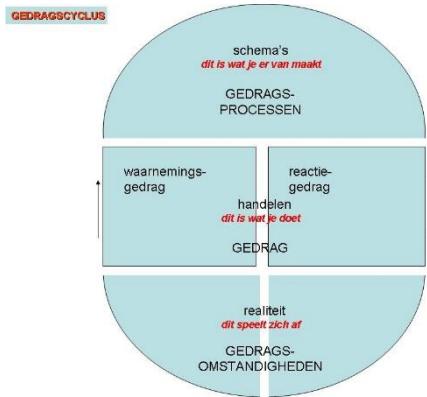 GEDRAGSCYCLUS
schema's
dit is wat je er van maakt
GEDRAGS-
PROCESSEN
waarnemings-
gedrag
reactie-
gedrag
handelen
dit is wat je doet
GEDRAG
realiteit
dit speelt zich af
GEDRAGS-
OMSTANDIGHEDEN